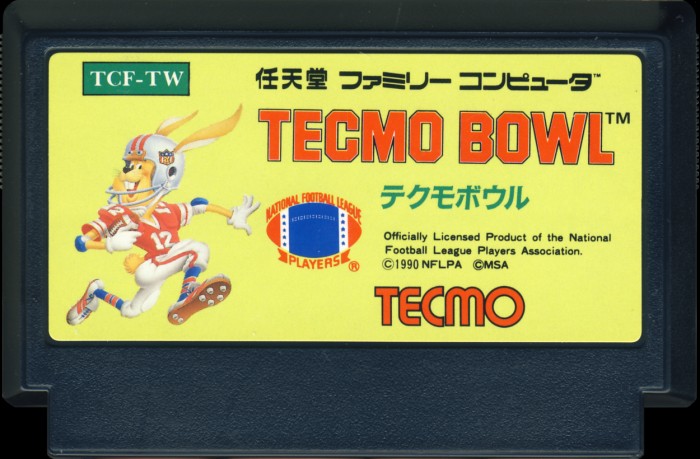 TCF-TW
任天堂 ファミリー コンピュータ™
TECMO BOWL™
テクモボウル
NATIONAL FOOTBALL LEAGUE
PLAYERS ®
12
12
Officially Licensed Product of the National
Football League Players Association.
©1990 NFLPA ©MSA
TECMO